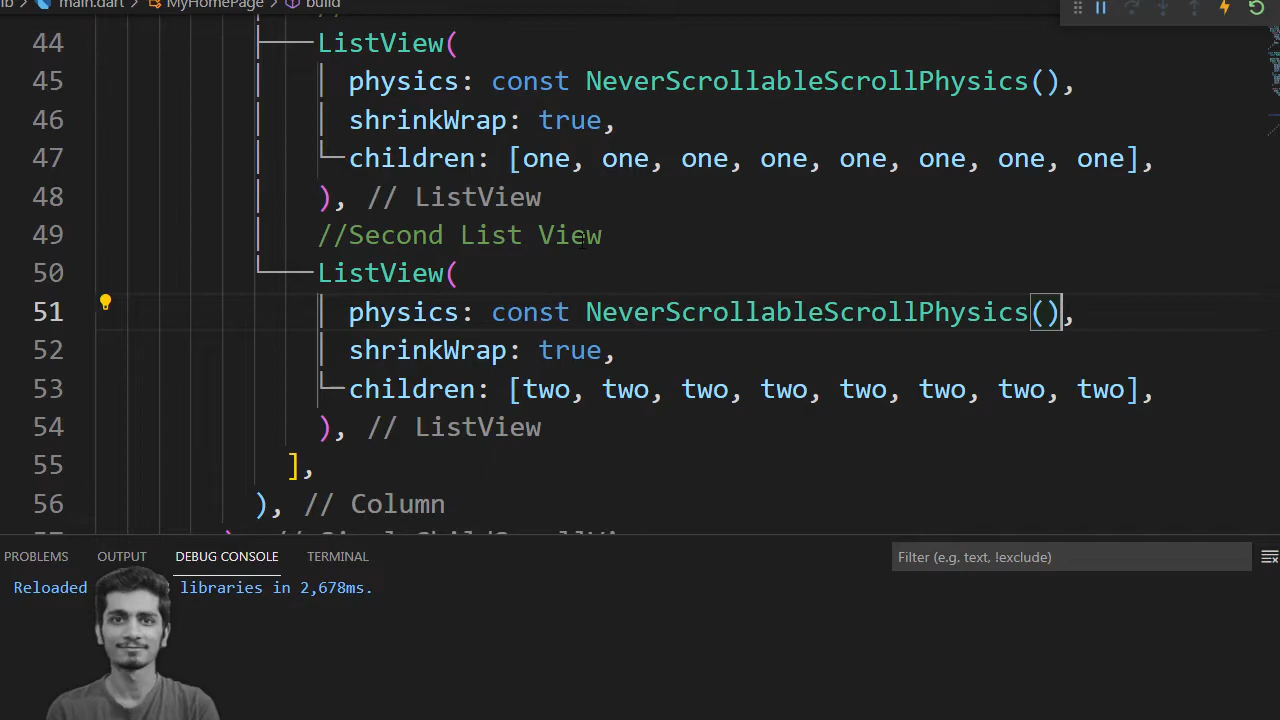 lib > main.dart > MyHomePage > build
44 ListView(
45 physics: const NeverScrollableScrollPhysics(),
46 shrinkWrap: true,
47 children: [one, one, one, one, one, one, one, one],
48 ), // ListView
49 //Second List View
50 ListView(
51 physics: const NeverScrollableScrollPhysics(),
52 shrinkWrap: true,
53 children: [two, two, two, two, two, two, two, two],
54 ), // ListView
55 ],
56 ), // Column
PROBLEMS OUTPUT DEBUG CONSOLE TERMINAL Filter (e.g. text, !exclude)
Reloaded libraries in 2,678ms.